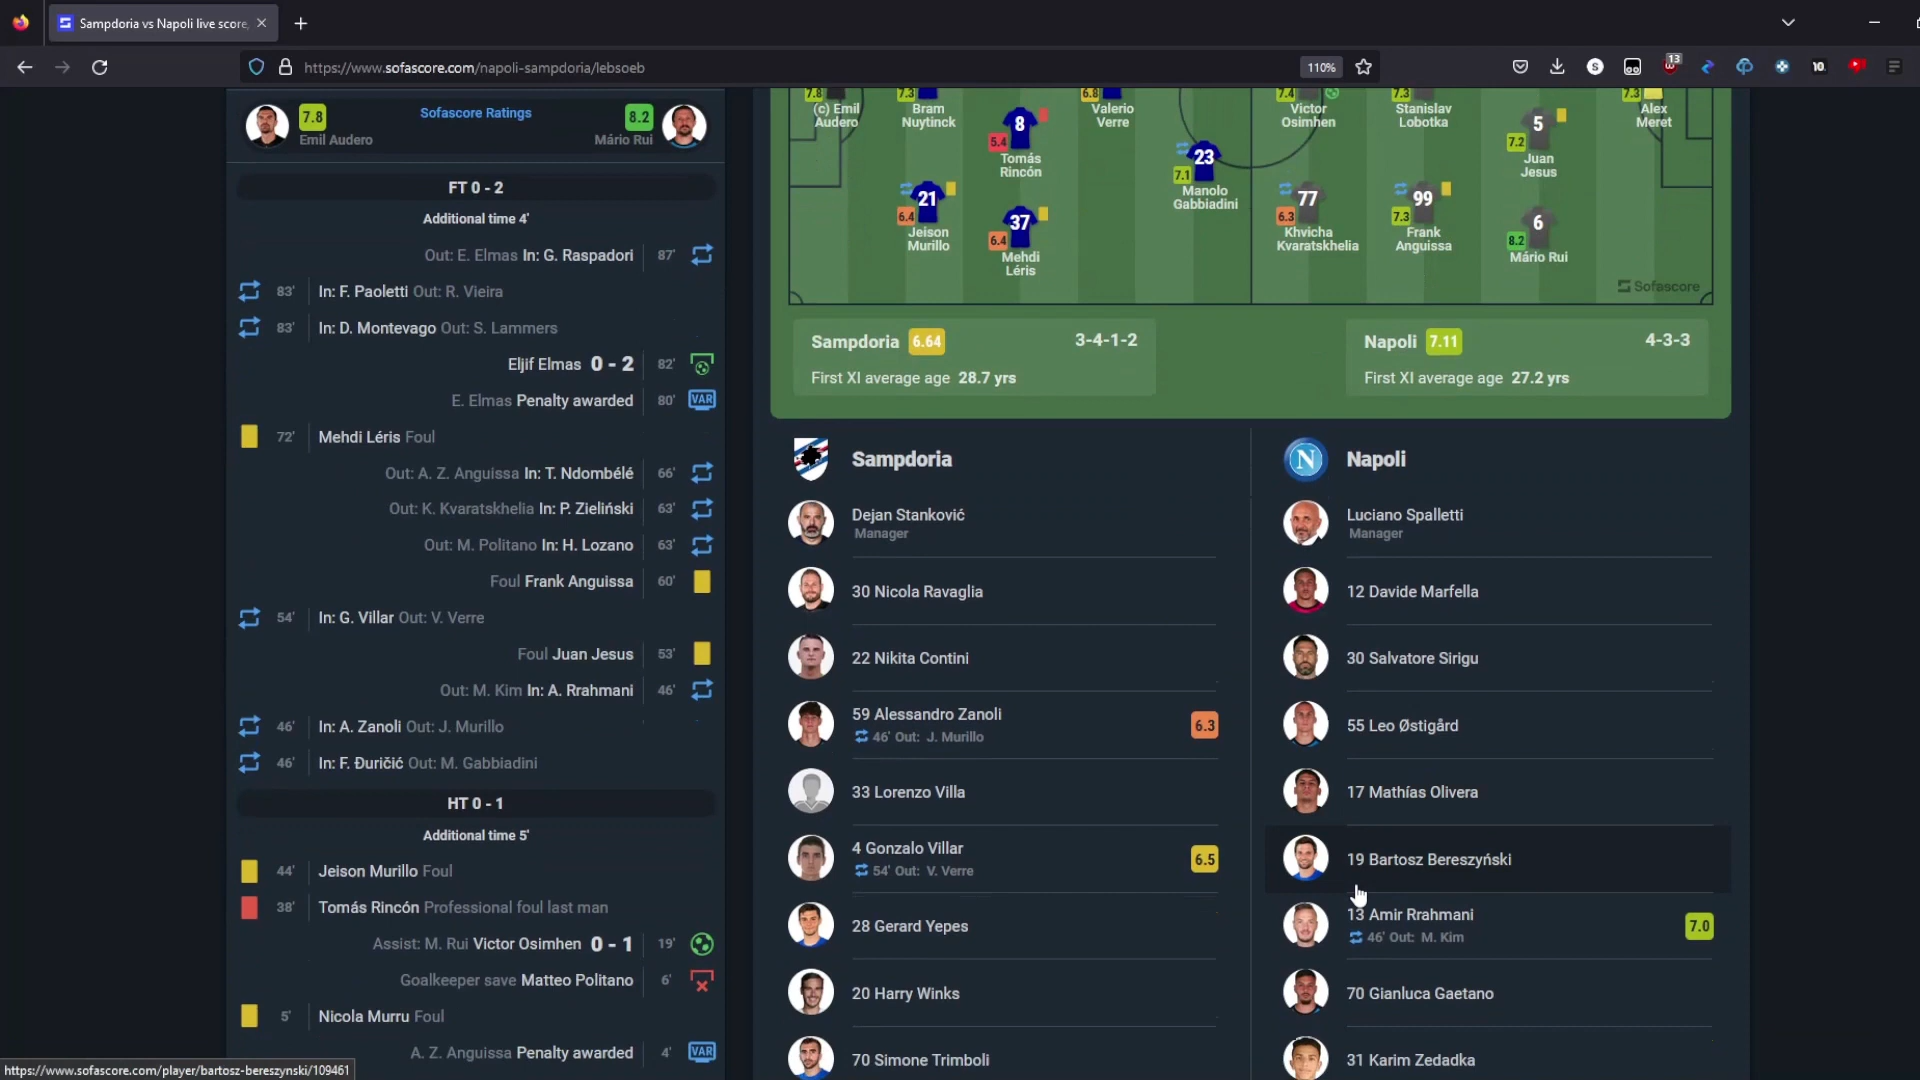 Sampdoria vs Napoli live score,
https://www.sofascore.com/napoli-sampdoria/lebsoeb
110%
13
7.8
Emil Audero
Sofascore Ratings
8.2
Mário Rui
FT 0 - 2
Additional time 4'
Out: E. Elmas In: G. Raspadori 87'
83' In: F. Paoletti Out: R. Vieira
83' In: D. Montevago Out: S. Lammers
Eljif Elmas 0 - 2 82'
E. Elmas Penalty awarded 80' VAR
72' Mehdi Léris Foul
Out: A. Z. Anguissa In: T. Ndombélé 66'
Out: K. Kvaratskhelia In: P. Zieliński 63'
Out: M. Politano In: H. Lozano 63'
Foul Frank Anguissa 60'
54' In: G. Villar Out: V. Verre
Foul Juan Jesus 53'
Out: M. Kim In: A. Rrahmani 46'
46' In: A. Zanoli Out: J. Murillo
46' In: F. Đuričić Out: M. Gabbiadini
HT 0 - 1
Additional time 5'
44' Jeison Murillo Foul
38' Tomás Rincón Professional foul last man
Assist: M. Rui Victor Osimhen 0 - 1 19'
Goalkeeper save Matteo Politano 6'
5' Nicola Murru Foul
A. Z. Anguissa Penalty awarded 4' VAR
https://www.sofascore.com/player/bartosz-bereszynski/109461
7.8
(c) Emil
Audero
7.3
Bram
Nuytinck
6.8
Valerio
Verre
7.4
Victor
Osimhen
7.3
Stanislav
Lobotka
7.3
Alex
Meret
8
5.4
Tomás
Rincón
5
7.2
Juan
Jesus
23
7.1
Manolo
Gabbiadini
21
6.4
Jeison
Murillo
37
6.4
Mehdi
Léris
77
6.3
Khvicha
Kvaratskhelia
99
7.3
Frank
Anguissa
6
8.2
Mário Rui
Sofascore
Sampdoria 6.64 3-4-1-2
First XI average age 28.7 yrs
Napoli 7.11 4-3-3
First XI average age 27.2 yrs
Sampdoria
Dejan Stanković
Manager
30 Nicola Ravaglia
22 Nikita Contini
59 Alessandro Zanoli
46' Out: J. Murillo
6.3
33 Lorenzo Villa
4 Gonzalo Villar
54' Out: V. Verre
6.5
28 Gerard Yepes
20 Harry Winks
70 Simone Trimboli
N
Napoli
Luciano Spalletti
Manager
12 Davide Marfella
30 Salvatore Sirigu
55 Leo Østigård
17 Mathías Olivera
19 Bartosz Bereszyński
13 Amir Rrahmani
46' Out: M. Kim
7.0
70 Gianluca Gaetano
31 Karim Zedadka